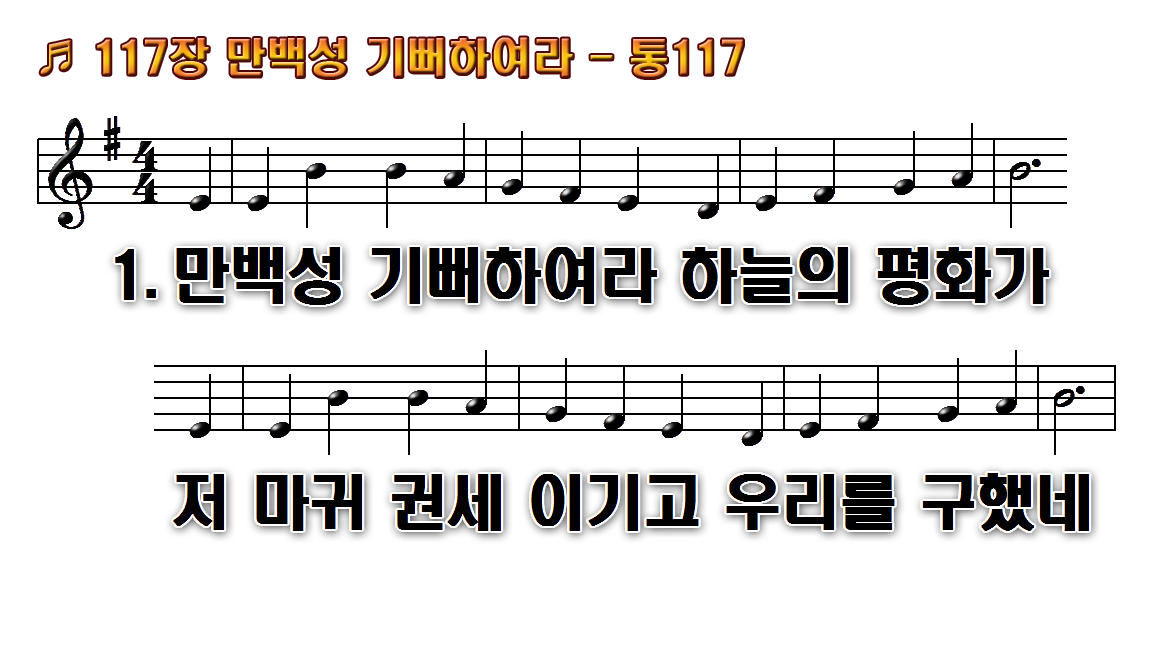 117장 만백성 기뻐하여라 - 통117
4
4
1. 만백성 기뻐하여라 하늘의 평화가
저 마귀 권세 이기고 우리를 구했네